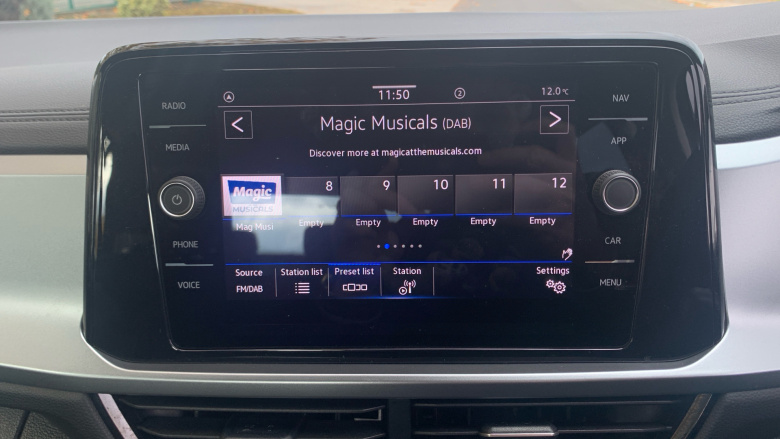 RADIO
MEDIA
PHONE
VOICE
A
11:50
2
12.0°C
< Magic Musicals (DAB) >
Discover more at magicatthemusicals.com
Magic MUSICALS
8 9 10 11 12
Mag Musi Empty Empty Empty Empty Empty
Source Station list Preset list Station Settings
FM/DAB
NAV
APP
CAR
MENU